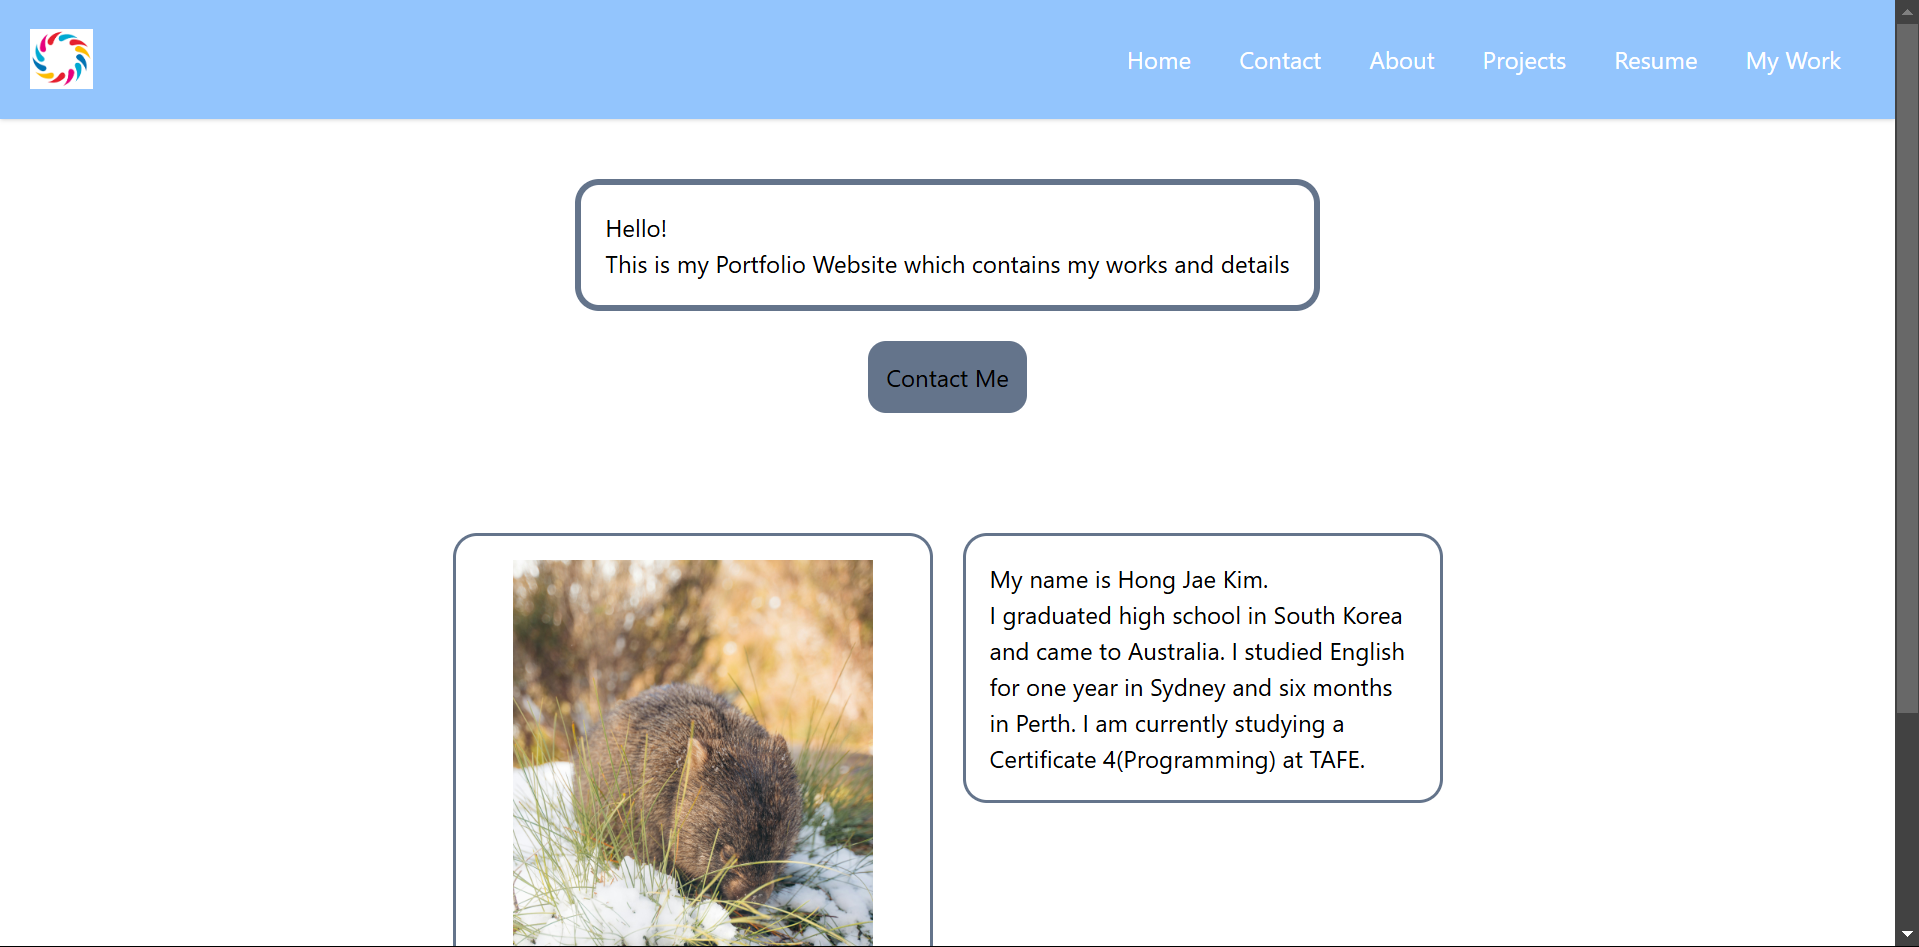 Home Contact About Projects Resume My Work
Hello!
This is my Portfolio Website which contains my works and details
Contact Me
My name is Hong Jae Kim.
I graduated high school in South Korea
and came to Australia. I studied English
for one year in Sydney and six months
in Perth. I am currently studying a
Certificate 4(Programming) at TAFE.